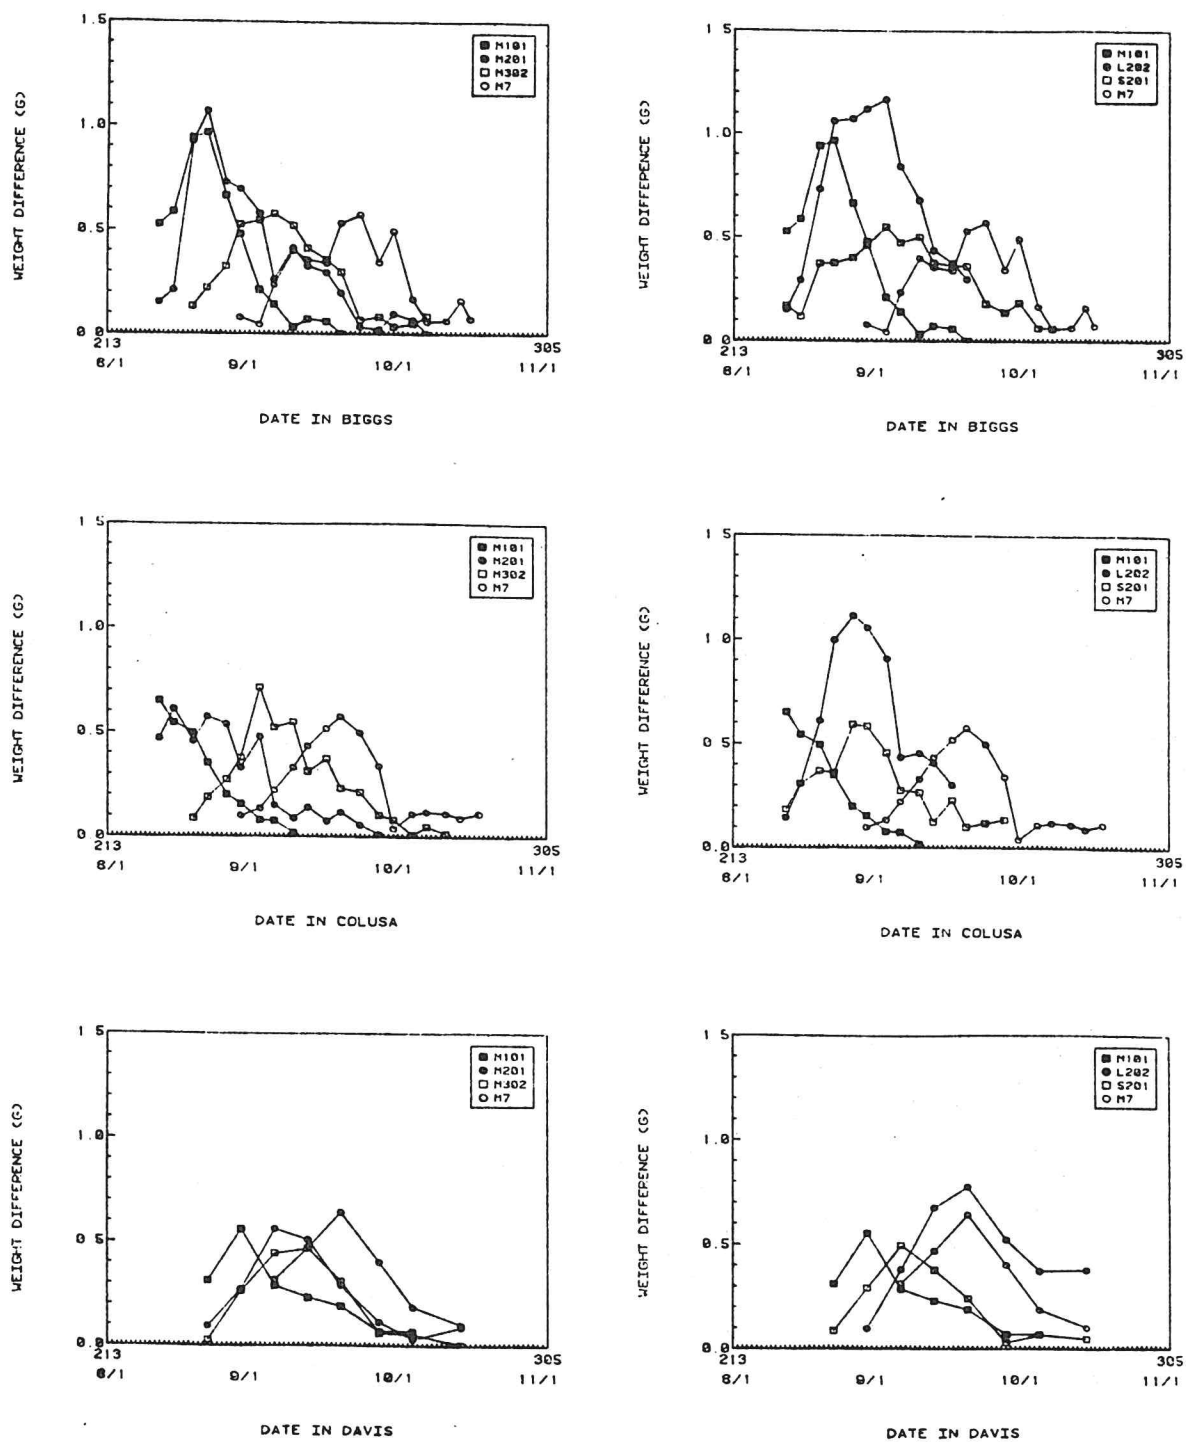 WEIGHT DIFFERENCE (G)
1.5
1.0
0.5
0.0
M101
M201
M302
M7
213
305
8/1
9/1
10/1
11/1
DATE IN BIGGS
WEIGHT DIFFERENCE (G)
1.5
1.0
0.5
0.0
M101
L202
S201
M7
213
305
8/1
9/1
10/1
11/1
DATE IN BIGGS
WEIGHT DIFFERENCE (G)
1.5
1.0
0.5
0.0
M101
M201
M302
M7
213
305
8/1
9/1
10/1
11/1
DATE IN COLUSA
WEIGHT DIFFERENCE (G)
1.5
1.0
0.5
0.0
M101
L202
S201
M7
213
305
8/1
9/1
10/1
11/1
DATE IN COLUSA
WEIGHT DIFFERENCE (G)
1.5
1.0
0.5
0.0
M101
M201
M302
M7
213
305
8/1
9/1
10/1
11/1
DATE IN DAVIS
WEIGHT DIFFERENCE (G)
1.5
1.0
0.5
0.0
M101
L202
S201
M7
213
305
8/1
9/1
10/1
11/1
DATE IN DAVIS